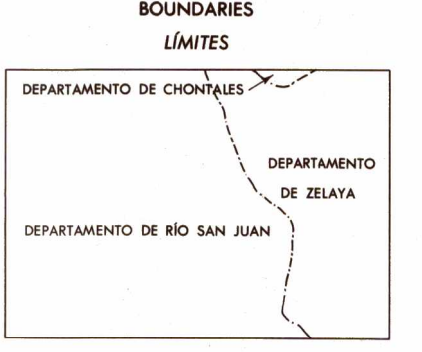 BOUNDARIES
LÍMITES
DEPARTAMENTO DE CHONTALES
DEPARTAMENTO
DE ZELAYA
DEPARTAMENTO DE RÍO SAN JUAN